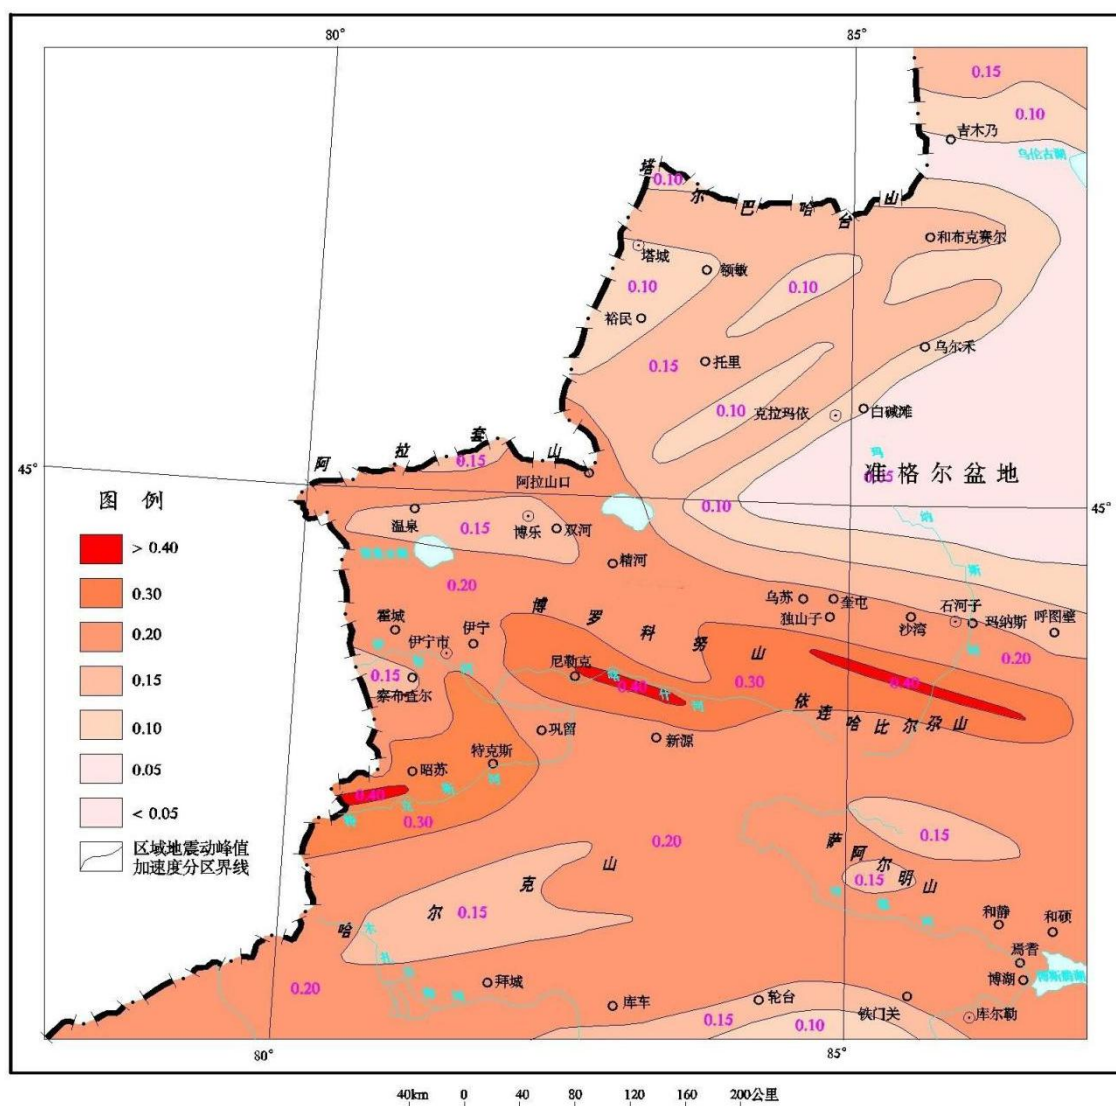 80°
85°
0.15
0.10
吉木乃
乌伦古湖
塔尔巴哈台山
0.10
和布克赛尔
塔城
额敏
0.10
0.10
裕民
乌尔禾
0.15
托里
0.10
克拉玛依
白碱滩
阿拉套山
45°
0.15
阿拉山口
玛纳斯
准格尔盆地
0.10
45°
图 例
温泉
0.15
博乐
双河
精河
> 0.40
0.30
0.20
0.15
0.10
0.05
< 0.05
区域地震动峰值
加速度分区界线
0.20
乌苏
奎屯
独山子
石河子
沙湾
玛纳斯
呼图壁
博罗科努山
霍城
伊宁
伊宁市
0.20
0.15
察布查尔
尼勒克
0.40
0.30
0.40
依连哈比尔尕山
巩留
新源
特克斯
昭苏
0.40
0.30
0.20
0.15
萨阿尔明山
0.15
哈尔克山
0.15
和静
和硕
焉耆
博湖
0.20
拜城
库车
轮台
铁门关
库尔勒
0.15
0.10
80°
85°
40km 0 40 80 120 160 200公里